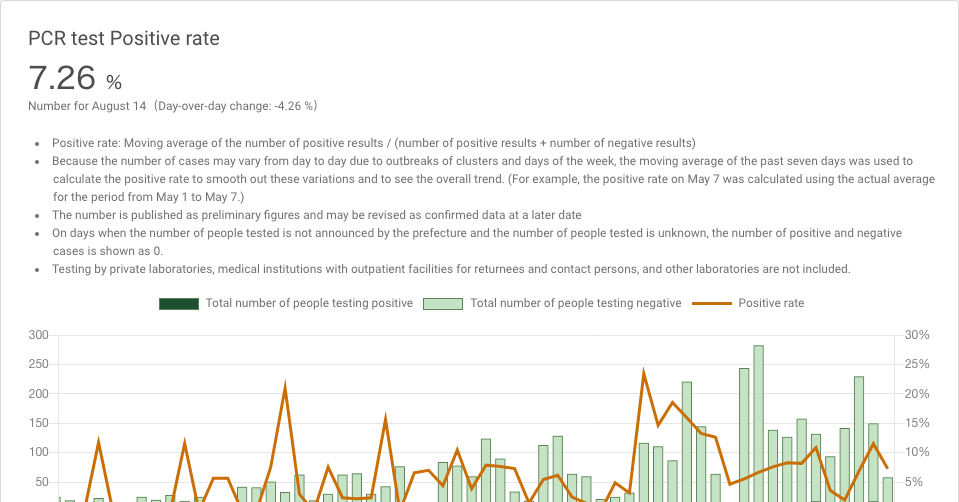 PCR test Positive rate
7.26 %
Number for August 14 (Day-over-day change: -4.26 %)
• Positive rate: Moving average of the number of positive results / (number of positive results + number of negative results)
• Because the number of cases may vary from day to day due to outbreaks of clusters and days of the week, the moving average of the past seven days was used to
calculate the positive rate to smooth out these variations and to see the overall trend. (For example, the positive rate on May 7 was calculated using the actual average
for the period from May 1 to May 7.)
• The number is published as preliminary figures and may be revised as confirmed data at a later date
• On days when the number of people tested is not announced by the prefecture and the number of people tested is unknown, the number of positive and negative
cases is shown as 0.
• Testing by private laboratories, medical institutions with outpatient facilities for returnees and contact persons, and other laboratories are not included.
Total number of people testing positive Total number of people testing negative Positive rate
300 30%
250 25%
200 20%
150 15%
100 10%
50 5%